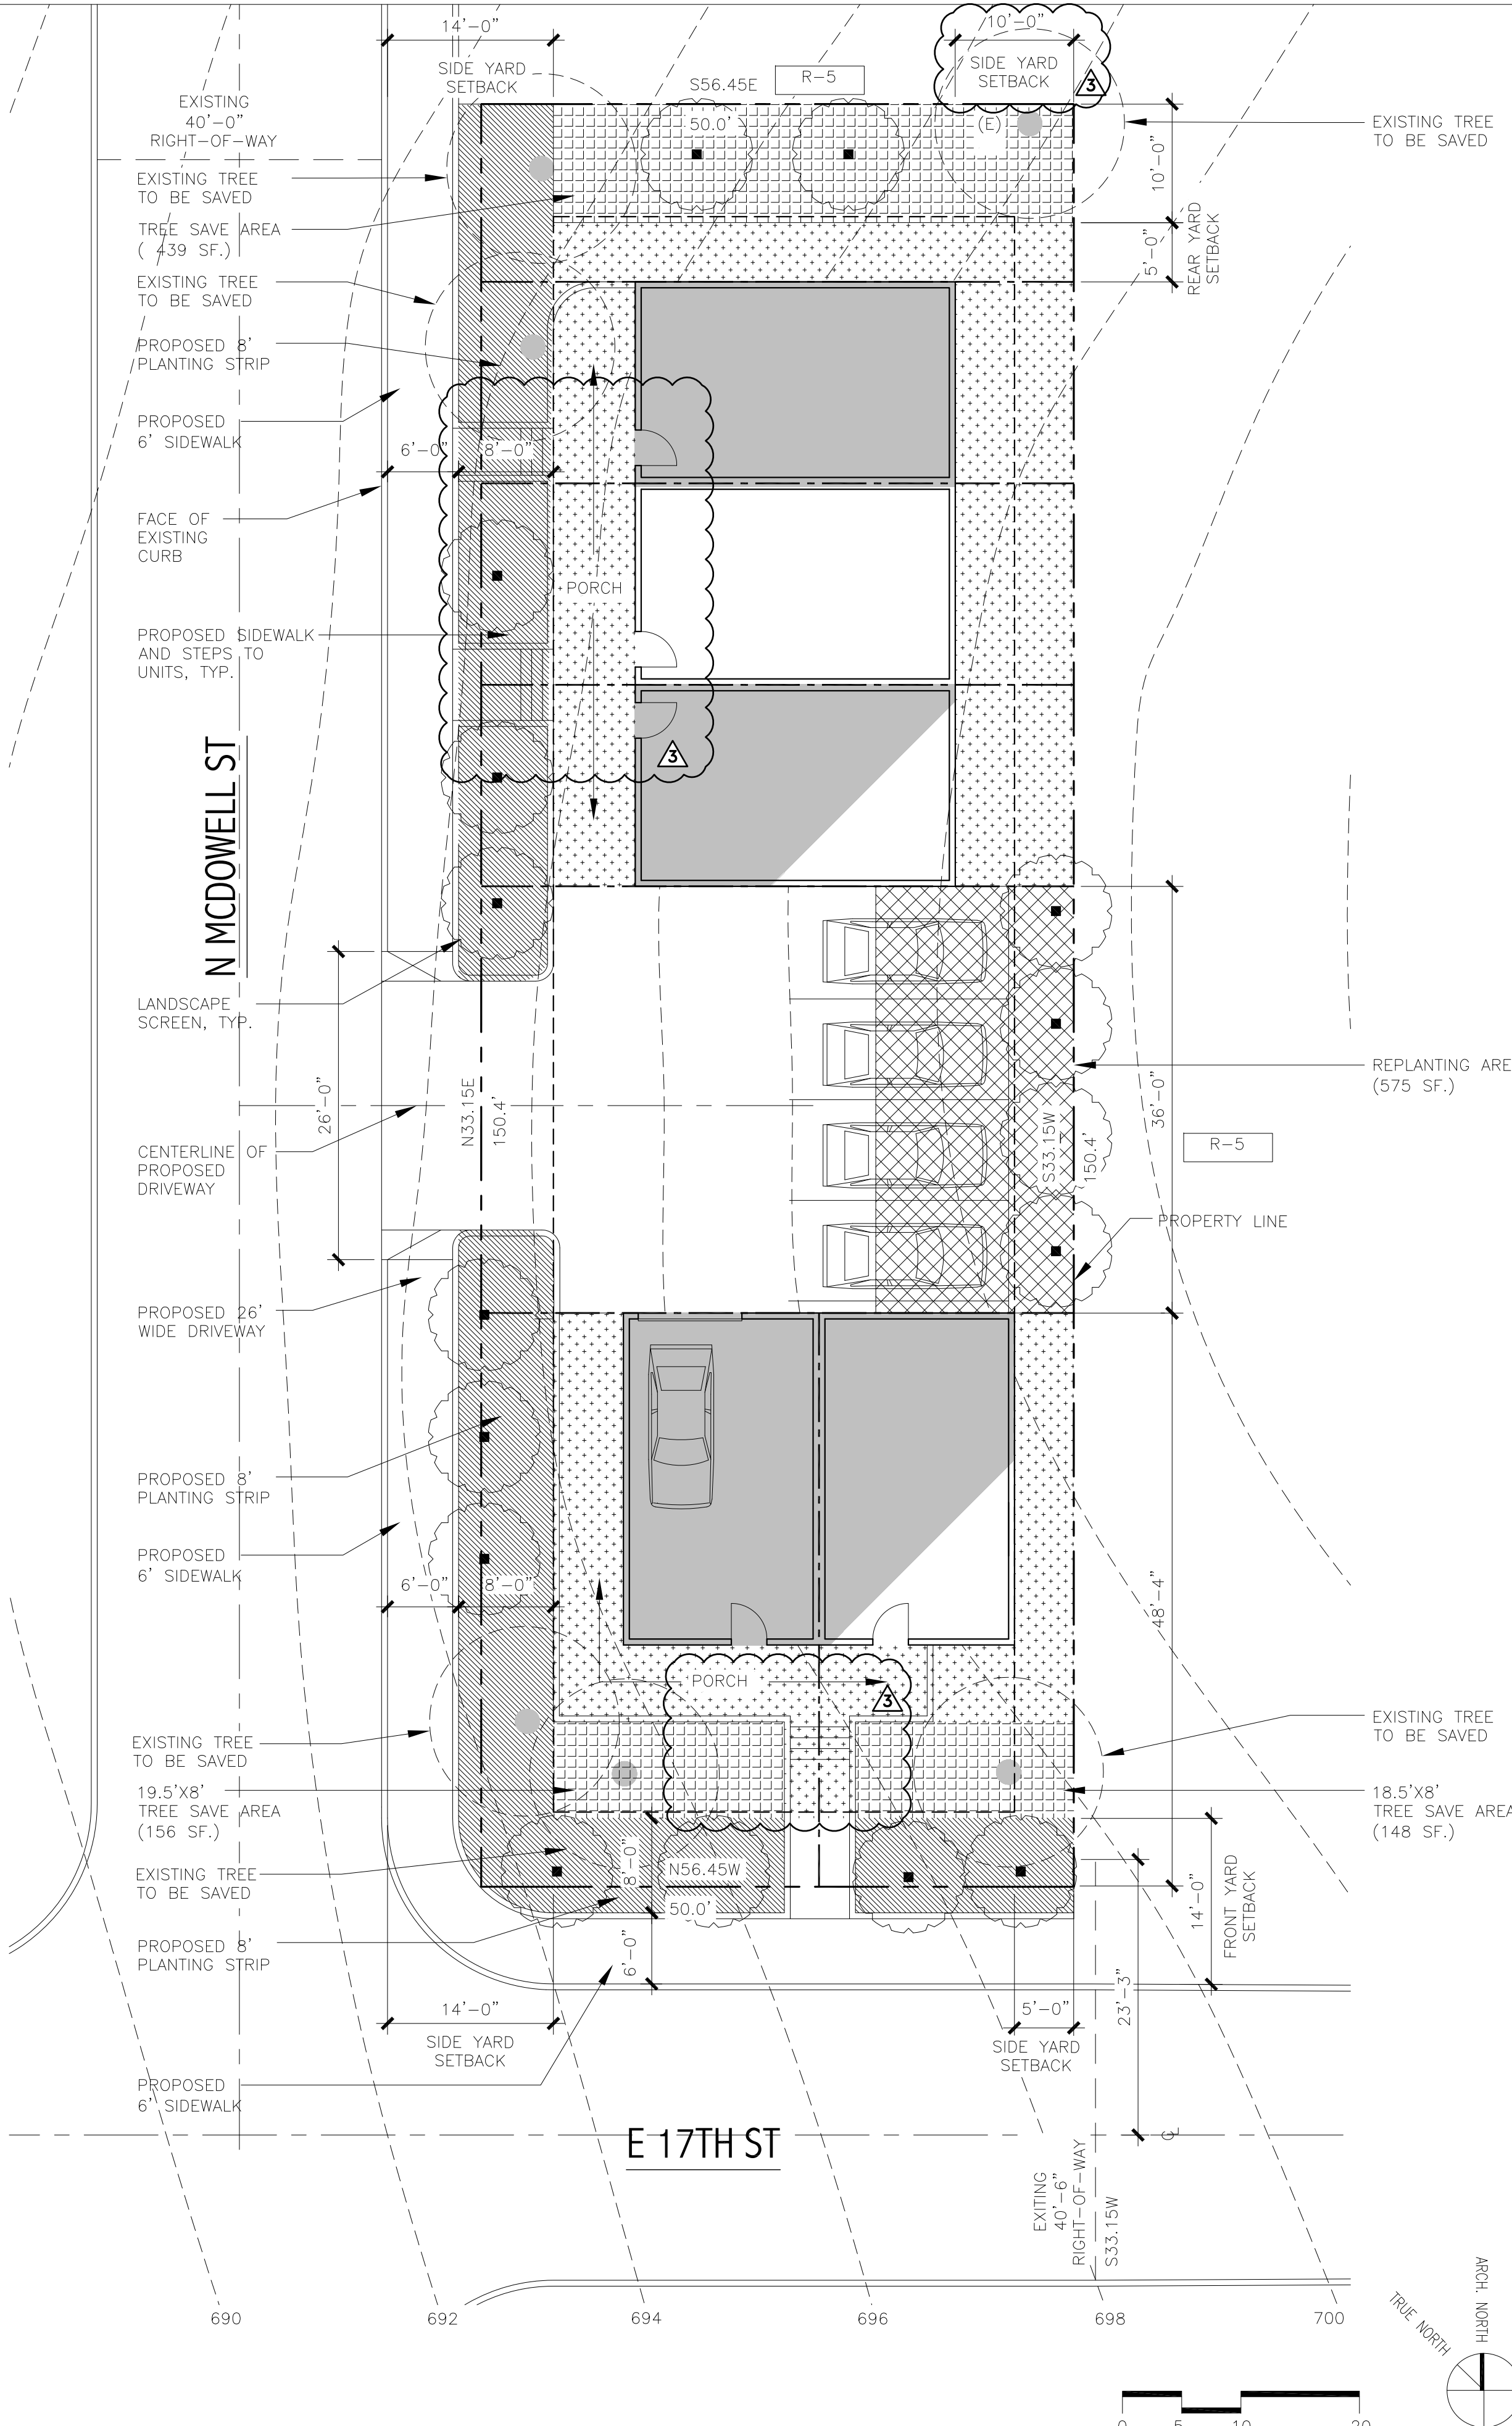 14'-0"
SIDE YARD
SETBACK
10'-0"
SIDE YARD
SETBACK
3
S56.45E
R-5
50.0'
(E)
EXISTING
40'-0"
RIGHT-OF-WAY
EXISTING TREE
TO BE SAVED
EXISTING TREE
TO BE SAVED
10'-0"
5'-0"
REAR YARD
SETBACK
TREE SAVE AREA
( 439 SF.)
EXISTING TREE
TO BE SAVED
PROPOSED 8'
PLANTING STRIP
PROPOSED
6' SIDEWALK
6'-0"
8'-0"
FACE OF
EXISTING
CURB
PORCH
PROPOSED SIDEWALK
AND STEPS TO
UNITS, TYP.
3
N MCDOWELL ST
LANDSCAPE
SCREEN, TYP.
26'-0"
N33.15E
150.4'
S33.15W
150.4'
36'-0"
REPLANTING ARE
(575 SF.)
R-5
CENTERLINE OF
PROPOSED
DRIVEWAY
PROPERTY LINE
PROPOSED 26'
WIDE DRIVEWAY
PROPOSED 8'
PLANTING STRIP
PROPOSED
6' SIDEWALK
6'-0"
8'-0"
48'-4"
PORCH
3
EXISTING TREE
TO BE SAVED
EXISTING TREE
TO BE SAVED
19.5'X8'
TREE SAVE AREA
(156 SF.)
18.5'X8'
TREE SAVE AREA
(148 SF.)
EXISTING TREE
TO BE SAVED
8'-0"
N56.45W
50.0'
14'-0"
FRONT YARD
SETBACK
PROPOSED 8'
PLANTING STRIP
6'-0"
23'-3"
14'-0"
SIDE YARD
SETBACK
5'-0"
SIDE YARD
SETBACK
PROPOSED
6' SIDEWALK
E 17TH ST
CL
EXITING
40'-6"
RIGHT-OF-WAY
S33.15W
690
692
694
696
698
700
TRUE NORTH
ARCH. NORTH
0
5
10
20